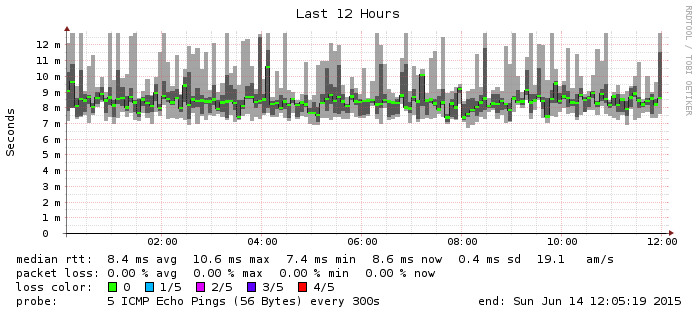 Last 12 Hours
RRDTOOL / TOBI OETIKER
Seconds
12 m
11 m
10 m
9 m
8 m
7 m
6 m
5 m
4 m
3 m
2 m
1 m
0
02:00 04:00 06:00 08:00 10:00 12:00
median rtt: 8.4 ms avg 10.6 ms max 7.4 ms min 8.6 ms now 0.4 ms sd 19.1 am/s
packet loss: 0.00 % avg 0.00 % max 0.00 % min 0.00 % now
loss color: 0 1/5 2/5 3/5 4/5
probe: 5 ICMP Echo Pings (56 Bytes) every 300s end: Sun Jun 14 12:05:19 2015